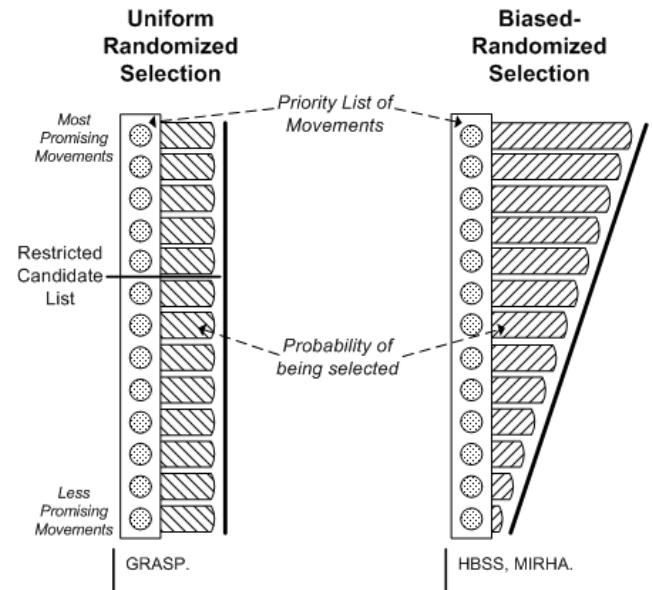 Uniform
Randomized
Selection
Biased-
Randomized
Selection
Most
Promising
Movements
Priority List of
Movements
Restricted
Candidate
List
Probability of
being selected
Less
Promising
Movements
GRASP.
HBSS, MIRHA.